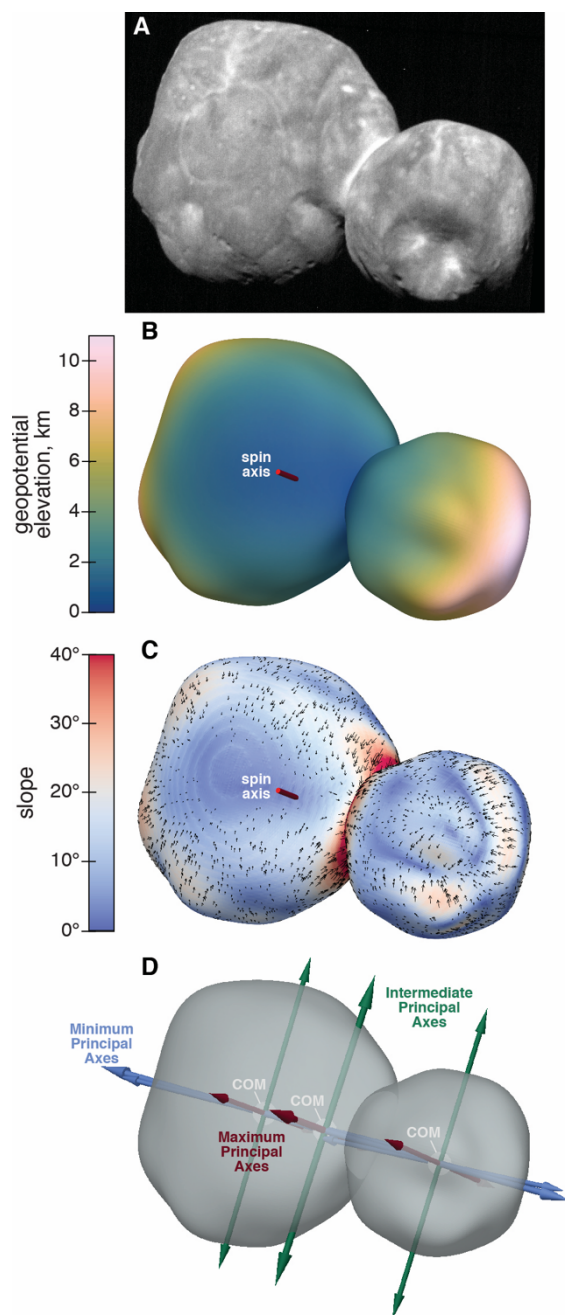 A
B
10
8
6
4
2
0
geopotential
elevation, km
spin
axis
C
40°
30°
20°
10°
0°
slope
spin
axis
D
Intermediate
Principal
Axes
Minimum
Principal
Axes
COM
COM
COM
Maximum
Principal
Axes